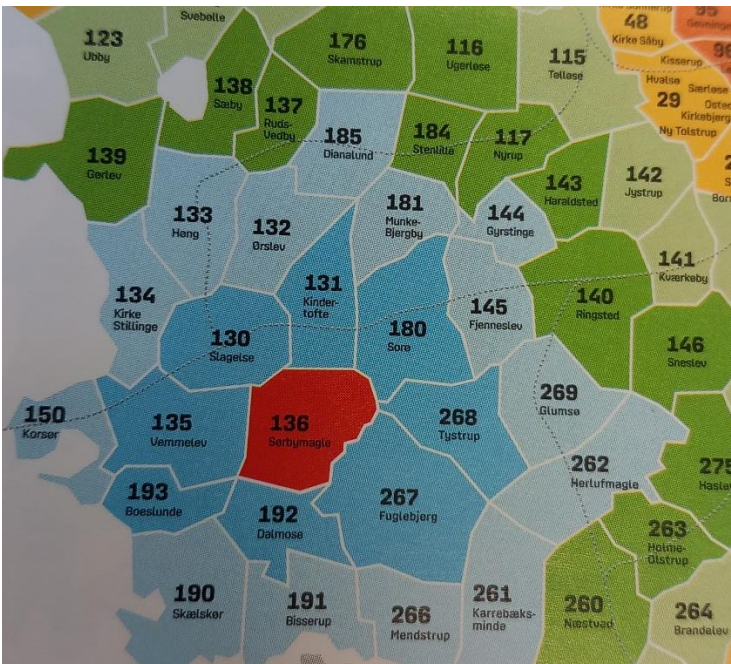 Svebølle
123
Ubby
176
Skamstrup
116
Ugerløse
115
Tølløse
48
Kirke Såby
95
Kisserup
Hvalsø
Særløse
29
Kirkebjerg
Ny Tolstrup
138
Sæby
137
Ruds-
Vedby
185
Dianalund
184
Stenlille
117
Nyrup
139
Gørlev
143
Haraldsted
142
Jystrup
133
Høng
132
Ørslev
181
Munke-
Bjergby
144
Gyrstinge
141
Kværkeby
134
Kirke
Stillinge
131
Kinder-
tofte
130
Slagelse
180
Sorø
145
Fjenneslev
140
Ringsted
146
Sneslev
150
Korsør
135
Vemmelev
136
Sørbymagle
268
Tystrup
269
Glumsø
262
Herlufmagle
275
Haslev
193
Boeslunde
192
Dalmose
267
Fuglebjerg
263
Holme-
Olstrup
190
Skælskør
191
Bisserup
266
Mendstrup
261
Karrebæks-
minde
260
Næstved
264
Brandelev